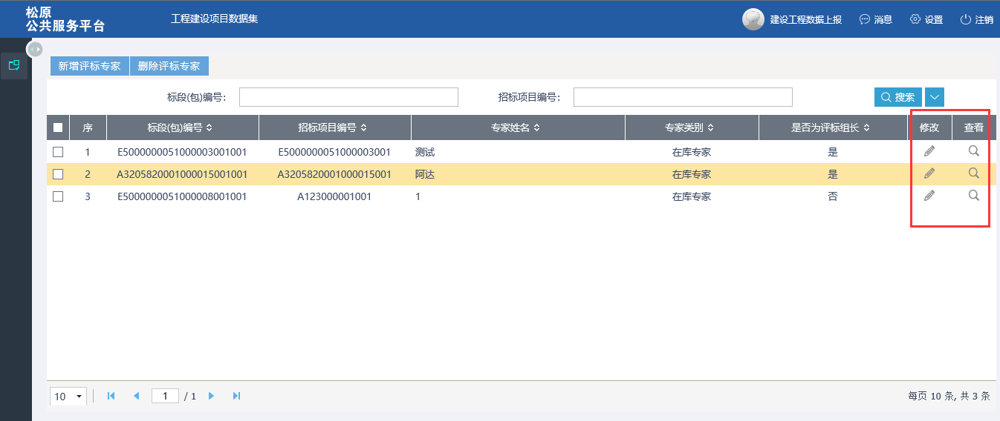 松原
公共服务平台
工程建设项目数据集
建设工程数据上报 消息 设置 注销
新增评标专家 删除评标专家
标段(包)编号： 招标项目编号： 搜索
序 标段(包)编号 招标项目编号 专家姓名 专家类别 是否为评标组长 修改 查看
1 E5000000051000003001001 E5000000051000003001 测试 在库专家 是
2 A3205820001000015001001 A3205820001000015001 阿达 在库专家 是
3 E5000000051000008001001 A123000001001 1 在库专家 否
10 1 / 1 每页 10 条, 共 3 条